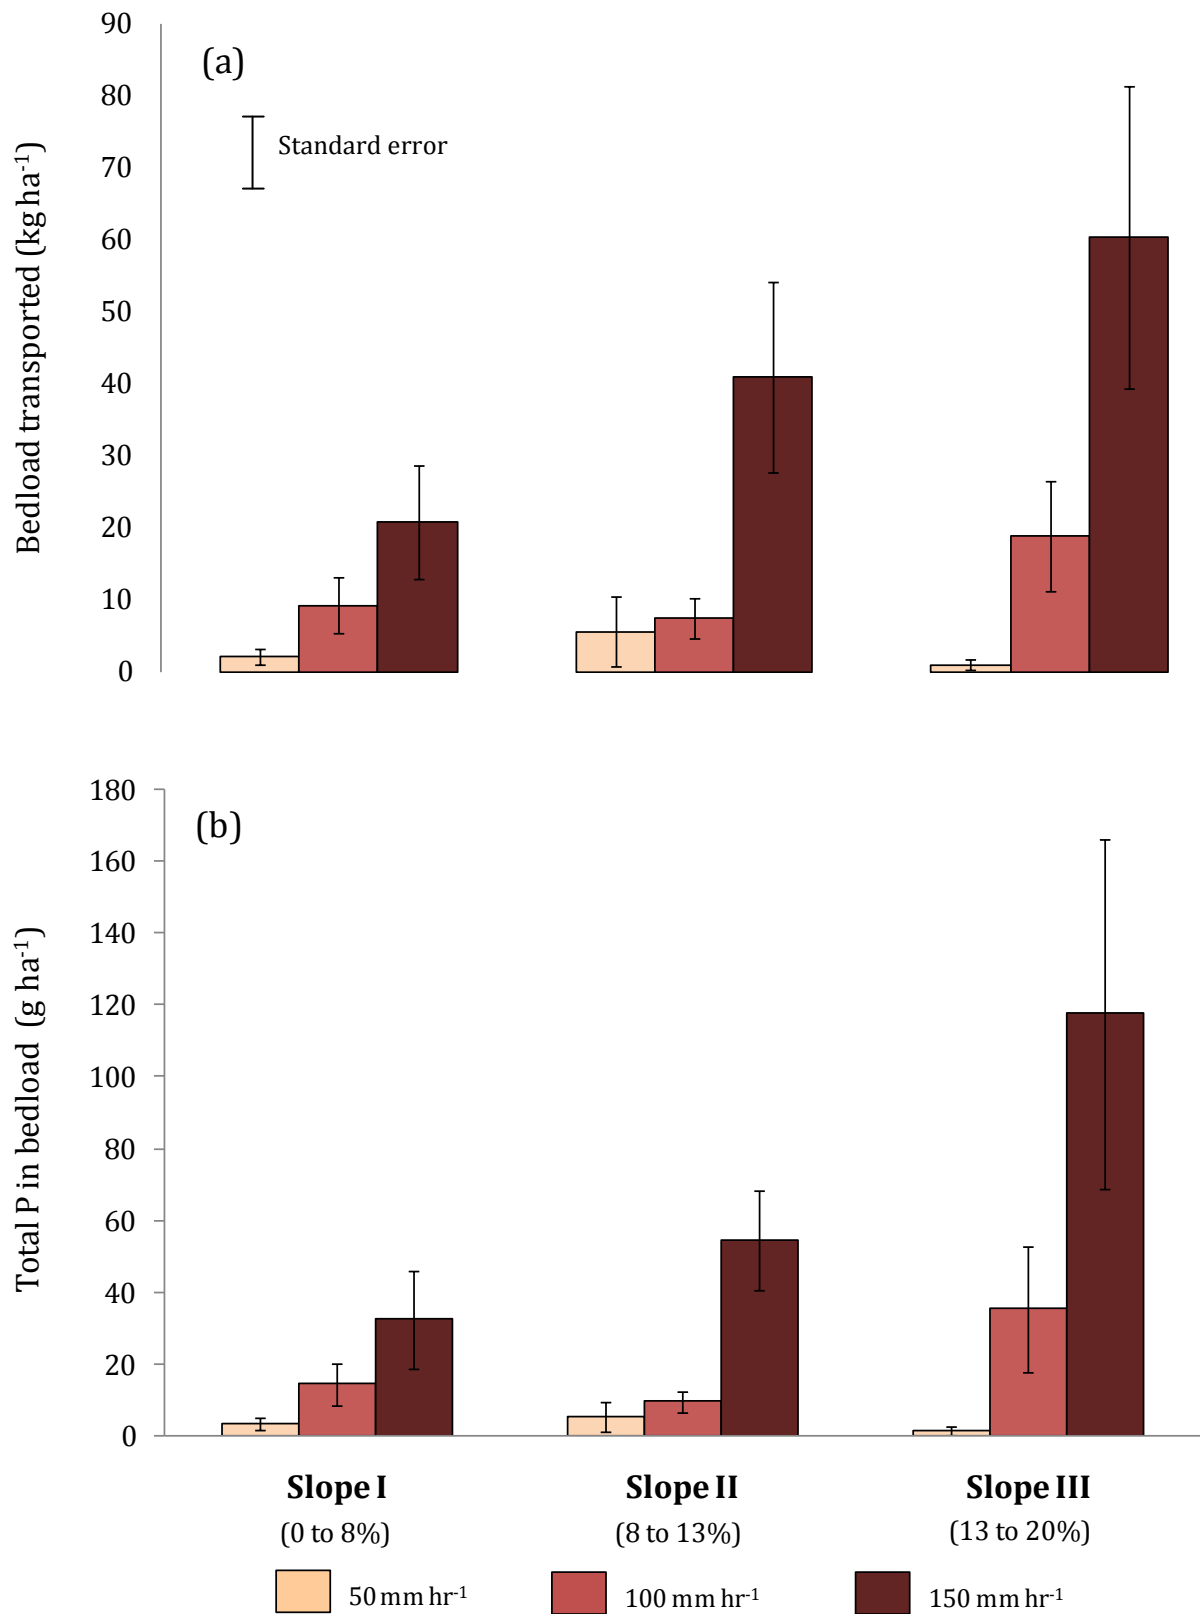 Bedload transported (kg ha⁻¹)
90
80
70
60
50
40
30
20
10
0
(a)
Standard error
Total P in bedload (g ha⁻¹)
180
160
140
120
100
80
60
40
20
0
(b)
Slope I Slope II Slope III
(0 to 8%) (8 to 13%) (13 to 20%)
50 mm hr⁻¹ 100 mm hr⁻¹ 150 mm hr⁻¹